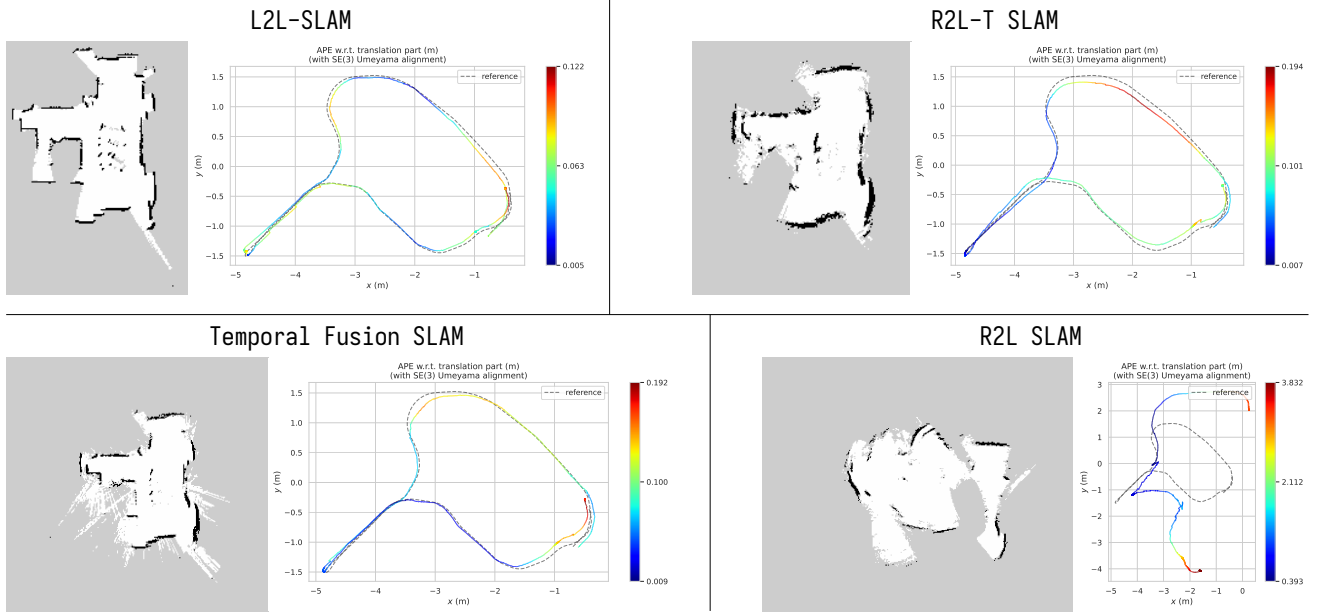 L2L-SLAM
APE w.r.t. translation part (m)
(with SE(3) Umeyama alignment)
reference
1.5
1.0
0.5
0.0
−0.5
−1.0
−1.5
y (m)
−5 −4 −3 −2 −1
x (m)
0.122
0.063
0.005
R2L-T SLAM
APE w.r.t. translation part (m)
(with SE(3) Umeyama alignment)
reference
1.5
1.0
0.5
0.0
−0.5
−1.0
−1.5
y (m)
−5 −4 −3 −2 −1
x (m)
0.194
0.101
0.007
Temporal Fusion SLAM
APE w.r.t. translation part (m)
(with SE(3) Umeyama alignment)
reference
1.5
1.0
0.5
0.0
−0.5
−1.0
−1.5
y (m)
−5 −4 −3 −2 −1
x (m)
0.192
0.100
0.009
R2L SLAM
APE w.r.t. translation part (m)
(with SE(3) Umeyama alignment)
reference
3
2
1
0
−1
−2
−3
−4
y (m)
−5 −4 −3 −2 −1 0
x (m)
3.832
2.112
0.393